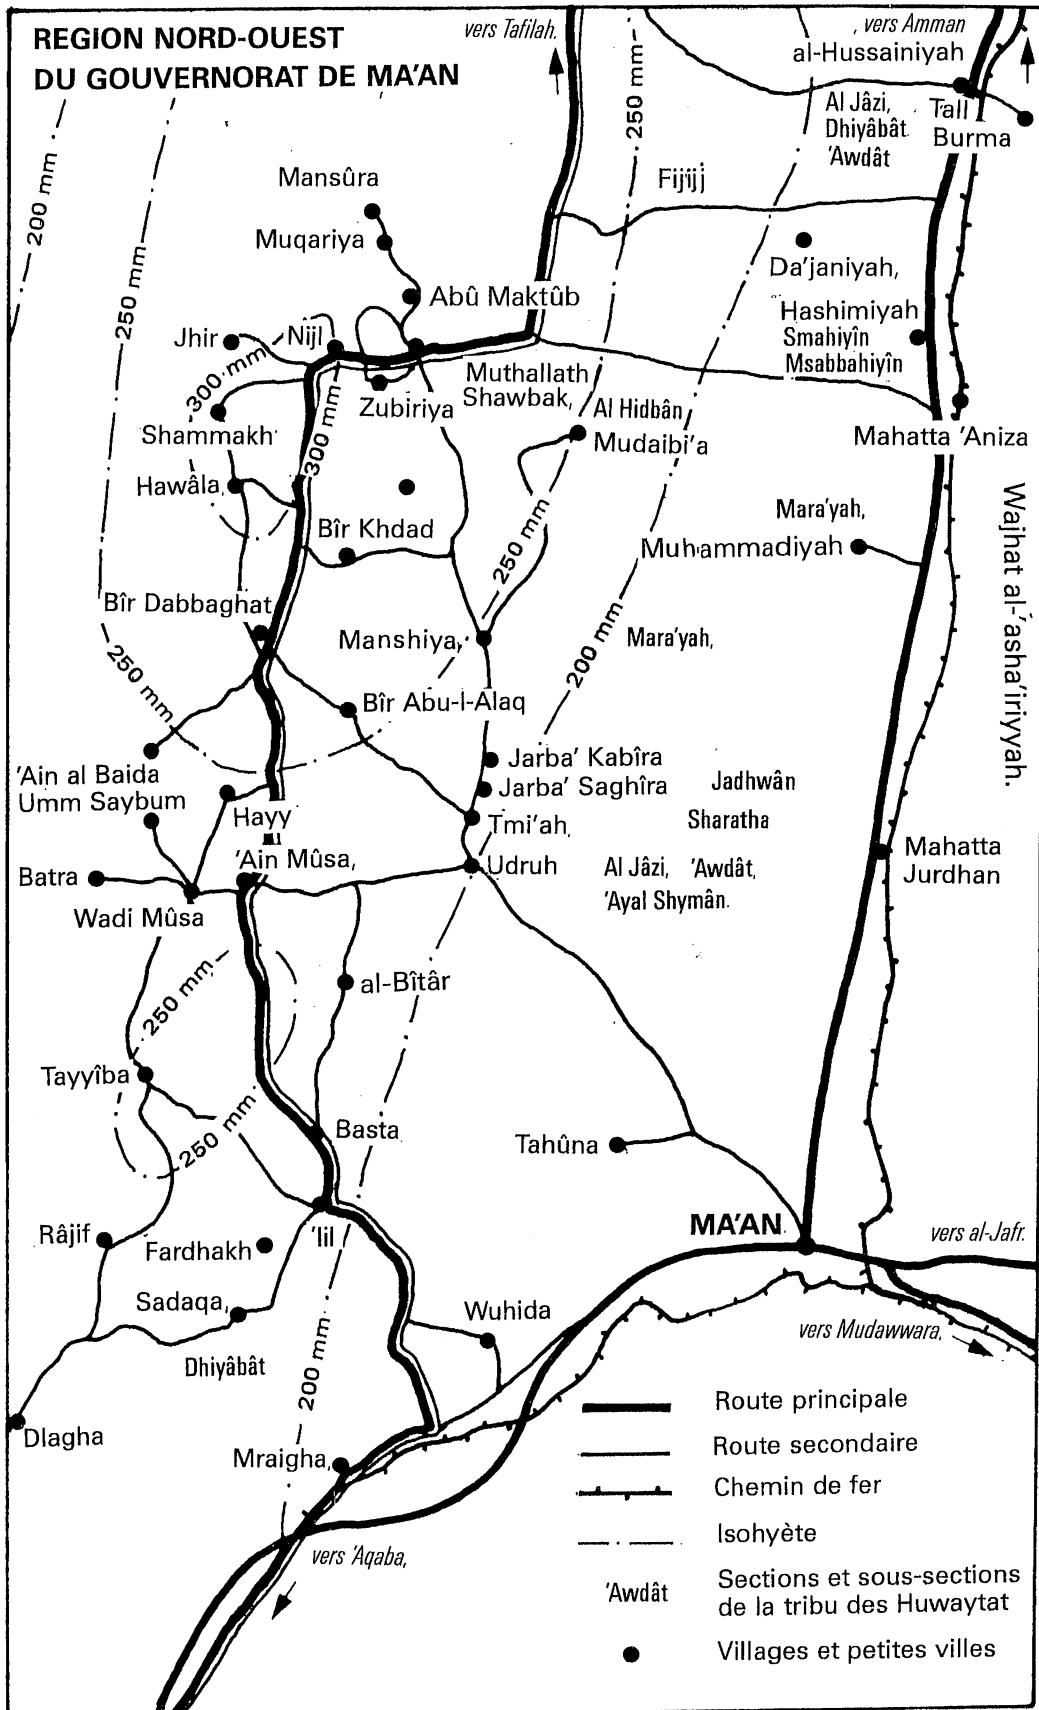 REGION NORD-OUEST
DU GOUVERNORAT DE MA'AN
vers Tafilah.
vers Amman
al-Hussainiyah
Al Jâzi,
Dhiyâbât
'Awdât
Tall
Burma
200 mm
250 mm
250 mm
Mansûra
Fijijj
Muqariya
Da'janiyah,
Abû Maktûb
Hashimiyah
Smahiyîn
Msabbahiyîn
Jhir
Nijl
300 mm
Muthallath
Shawbak,
Zubiriya
Al Hidbân
Mudaibi'a
Shammakh
300 mm
Mahatta 'Aniza
Hawâla,
Bîr Khdad
250 mm
Mara'yah,
Muhammadiyah
Wajhat al-'asha'iriyyah.
Bîr Dabbaghat
Manshiya,
200 mm
Mara'yah,
250 mm
Bîr Abu-l-Alaq
Jarba' Kabîra
Jarba' Saghîra
Jadhwân
'Ain al Baida
Umm Saybum
Hayy
Tmi'ah,
Sharatha
'Ain Mûsa,
Udruh
Al Jâzi,
'Awdât,
'Ayal Shymân.
Mahatta
Jurdhan
Batra
Wadi Mûsa
250 mm
al-Bîtâr
Tayyîba
250 mm
Basta
Tahûna
Râjif
Fardhakh
'Iil
MA'AN
vers al-Jafr.
Sadaqa,
Wuhida
vers Mudawwara,
Dhiyâbât
200 mm
Dlagha
Mraigha,
vers 'Aqaba,
Route principale
Route secondaire
Chemin de fer
Isohyète
'Awdât
Sections et sous-sections
de la tribu des Huwaytat
Villages et petites villes